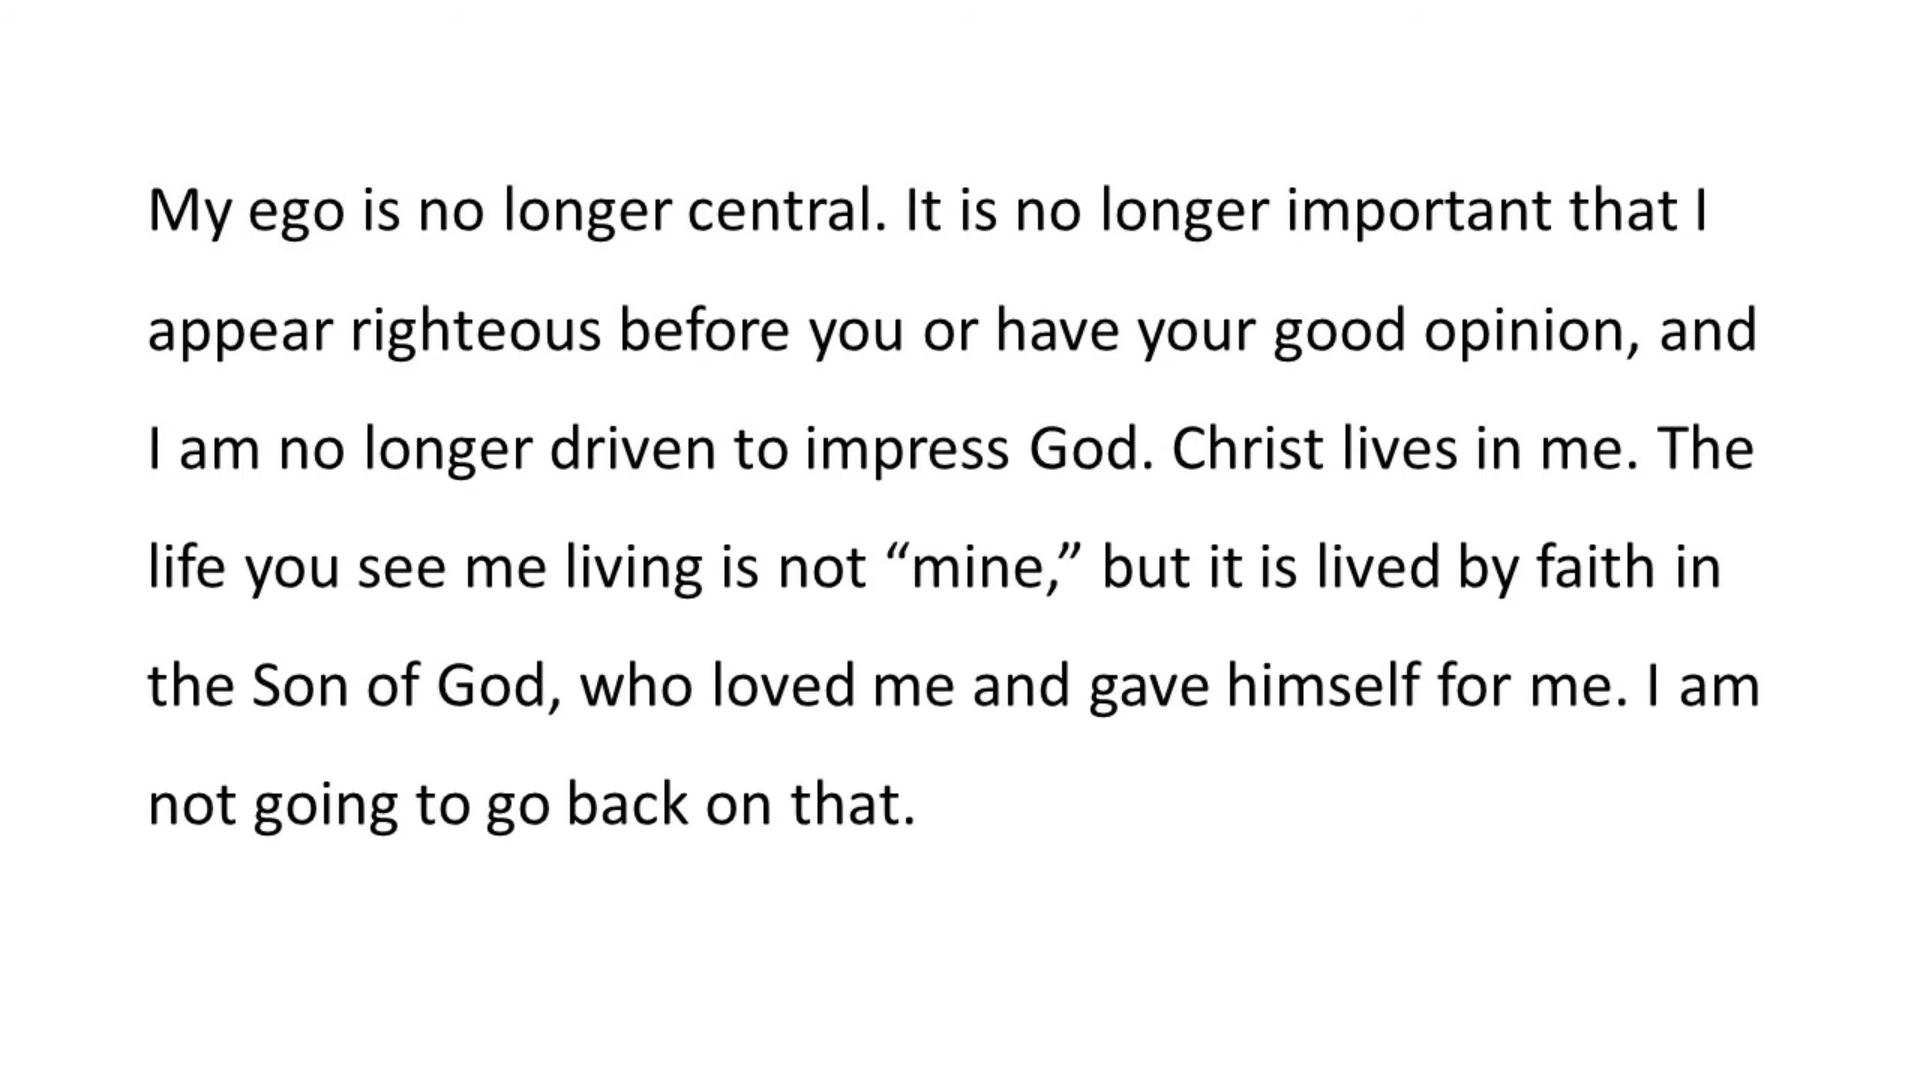 My ego is no longer central. It is no longer important that I
appear righteous before you or have your good opinion, and
I am no longer driven to impress God. Christ lives in me. The
life you see me living is not “mine,” but it is lived by faith in
the Son of God, who loved me and gave himself for me. I am
not going to go back on that.